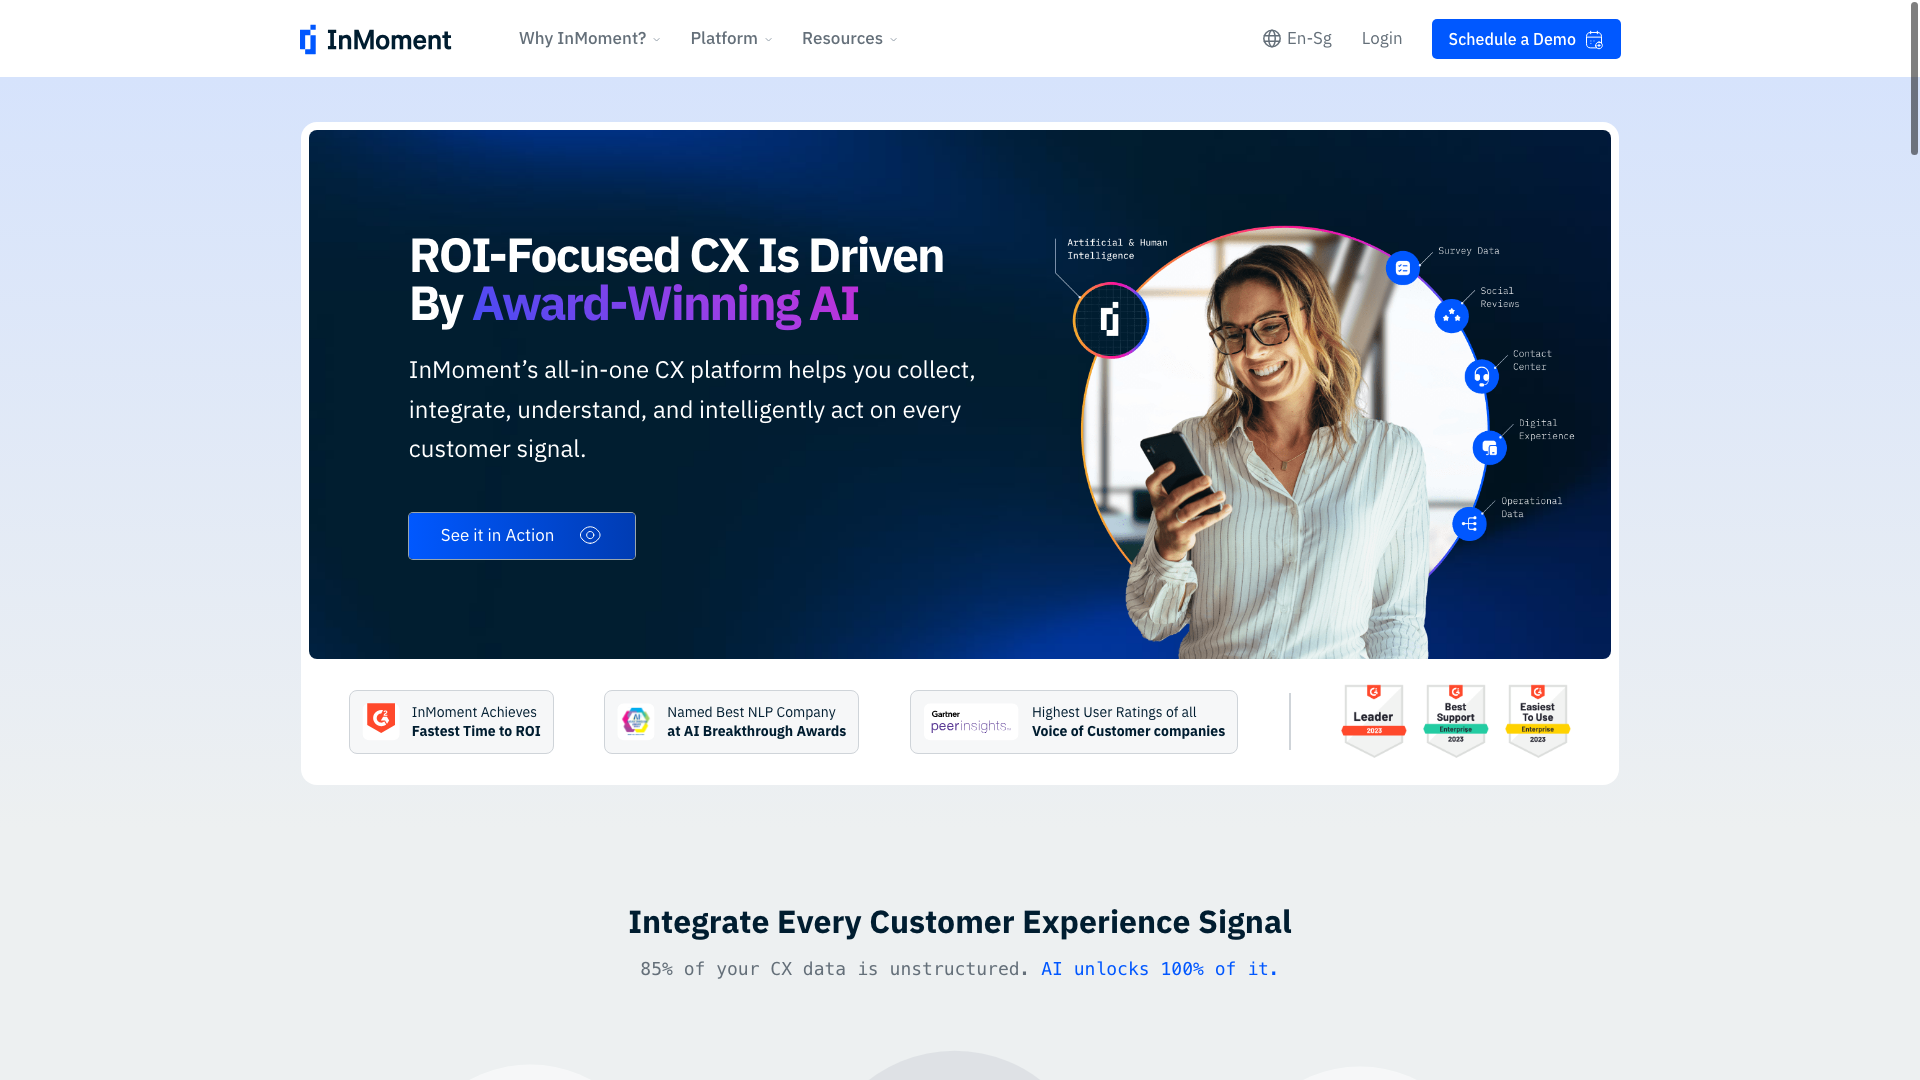 InMoment
Why InMoment?
Platform
Resources
En-Sg
Login
Schedule a Demo
ROI-Focused CX Is Driven
By Award-Winning AI
InMoment’s all-in-one CX platform helps you collect,
integrate, understand, and intelligently act on every
customer signal.
See it in Action
Artificial & Human
Intelligence
Survey Data
Social
Reviews
Contact
Center
Digital
Experience
Operational
Data
InMoment Achieves
Fastest Time to ROI
Named Best NLP Company
at AI Breakthrough Awards
Gartner
peerinsights
Highest User Ratings of all
Voice of Customer companies
Leader
2023
Best
Support
Enterprise
2023
Easiest
To Use
Enterprise
2023
Integrate Every Customer Experience Signal
85% of your CX data is unstructured. AI unlocks 100% of it.